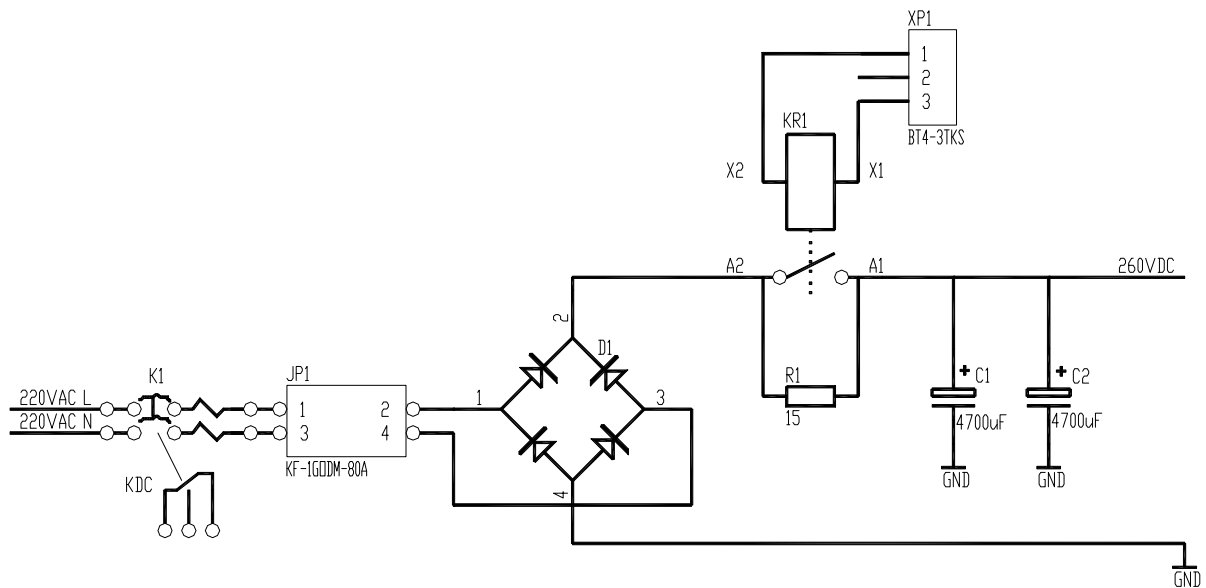 XP1
1
2
3
BT4-3TKS
KR1
X2
X1
A2
A1
260VDC
2
D1
1
3
4
R1
15
+ C1
4700uF
GND
+ C2
4700uF
GND
K1
220VAC L
220VAC N
JP1
1 2
3 4
KF-1GODM-80A
KDC
GND